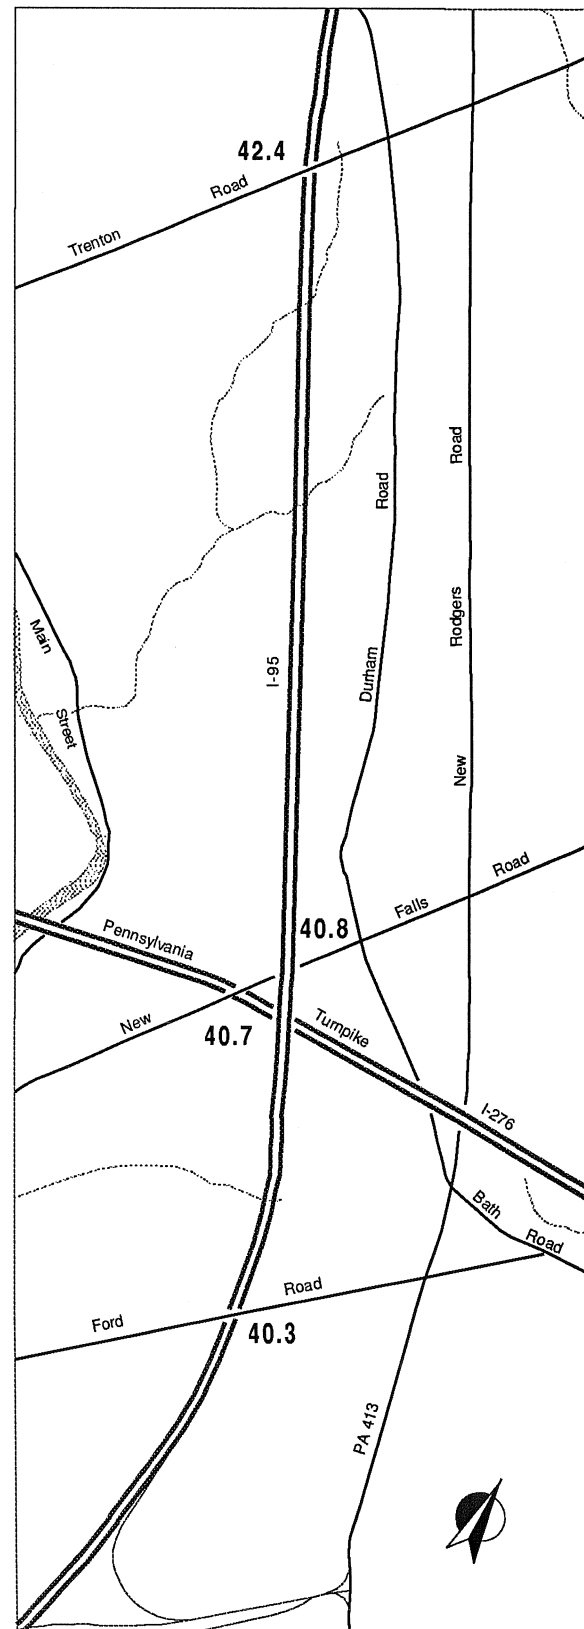 42.4
Trenton Road
Main Street
I-95
Durham Road
New Rodgers Road
40.8
New Falls Road
Pennsylvania Turnpike
40.7
I-276
Bath Road
Ford Road
40.3
PA 413